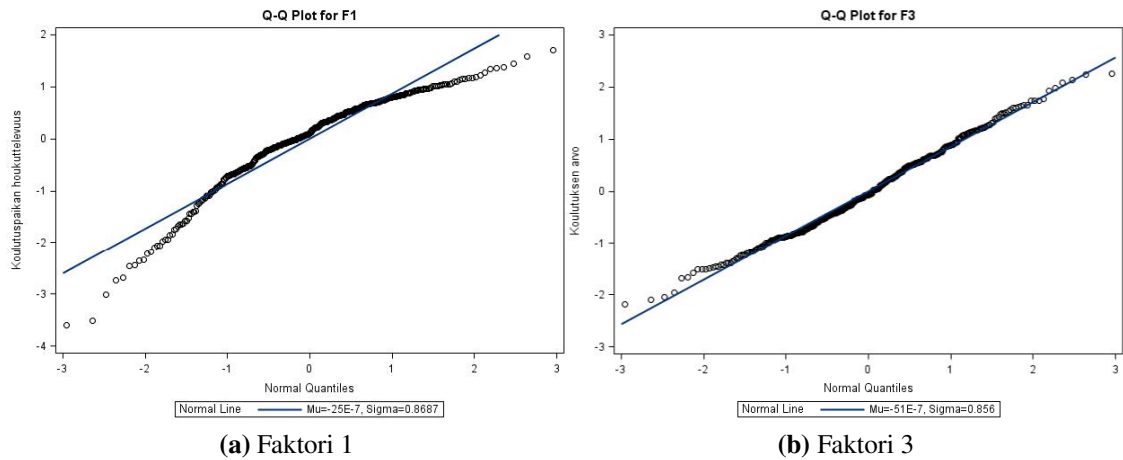 Q-Q Plot for F1
2
1
0
-1
-2
-3
-4
Koulutuspaikan houkuttelevuus
-3
-2
-1
0
1
2
3
Normal Quantiles
Normal Line Mu=-25E-7, Sigma=0.8687
(a) Faktori 1
Q-Q Plot for F3
3
2
1
0
-1
-2
-3
Koulutuksen arvo
-3
-2
-1
0
1
2
3
Normal Quantiles
Normal Line Mu=-51E-7, Sigma=0.856
(b) Faktori 3